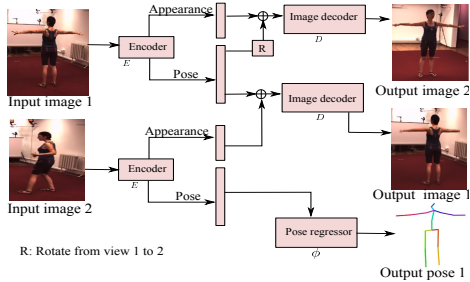 Appearance
Image decoder
D
Encoder
E
R
Input image 1
Pose
Output image 2
Appearance
Image decoder
D
Encoder
E
Output image 1
Input image 2
Pose
Pose regressor
ϕ
R: Rotate from view 1 to 2
Output pose 1